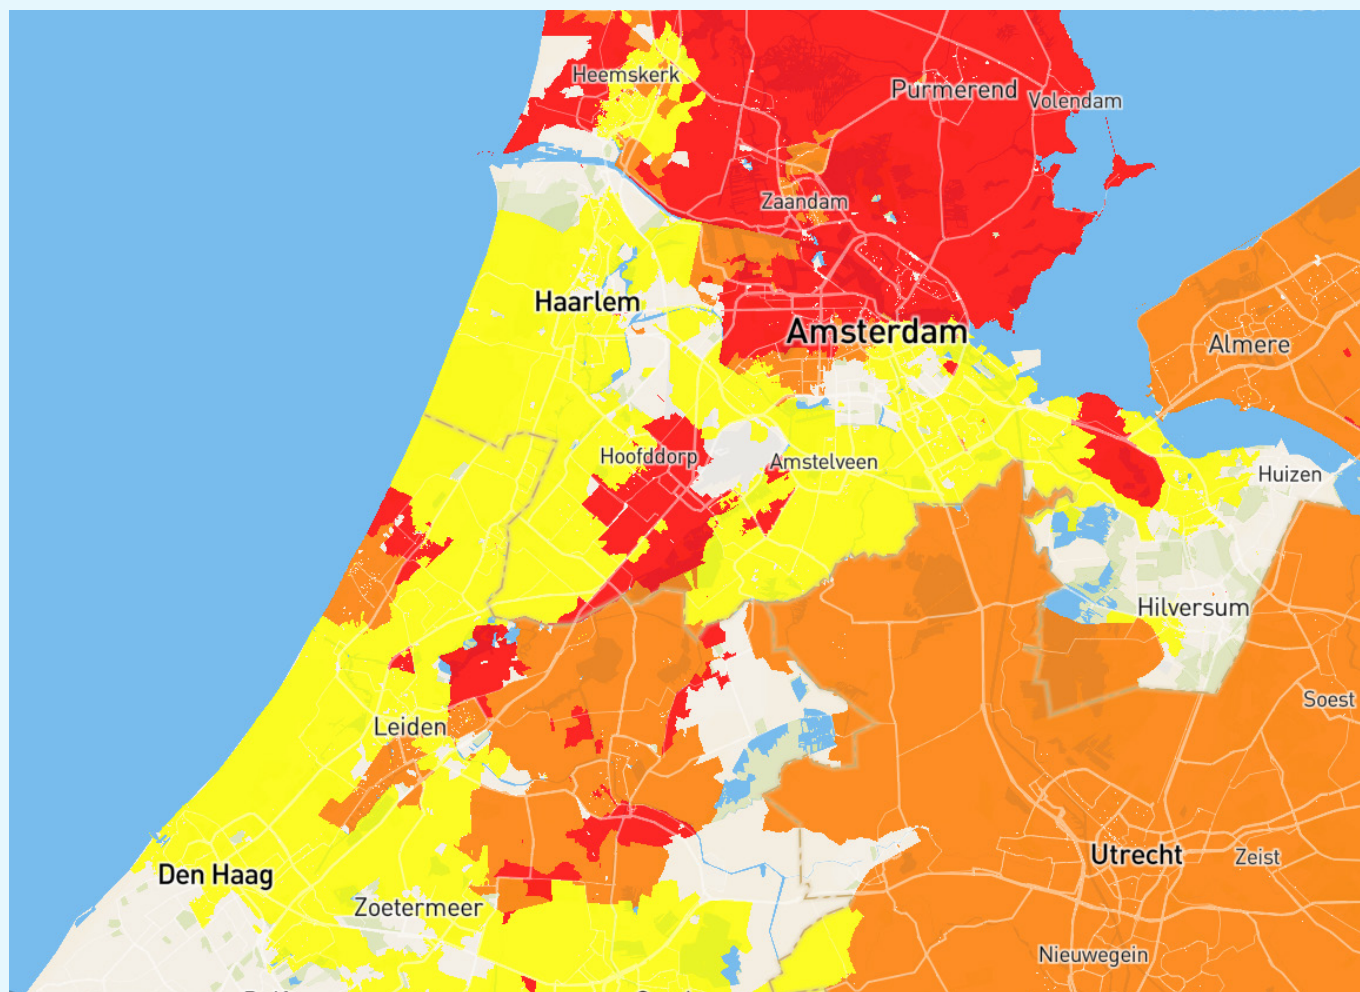 Heemskerk
Purmerend
Volendam
Zaandam
Haarlem
Amsterdam
Almere
Hoofddorp
Amstelveen
Huizen
Hilversum
Soest
Leiden
Utrecht
Zeist
Den Haag
Zoetermeer
Nieuwegein